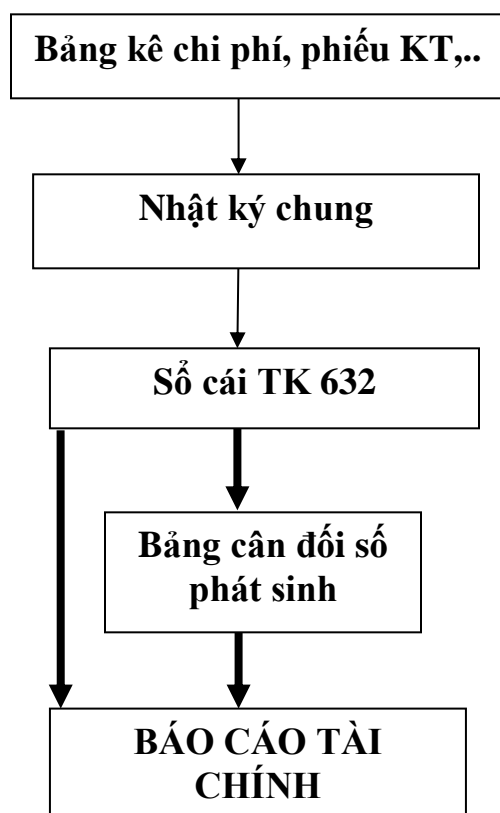 Bảng kê chi phí, phiếu KT,..
Nhật ký chung
Sổ cái TK 632
Bảng cân đối số
phát sinh
BÁO CÁO TÀI
CHÍNH